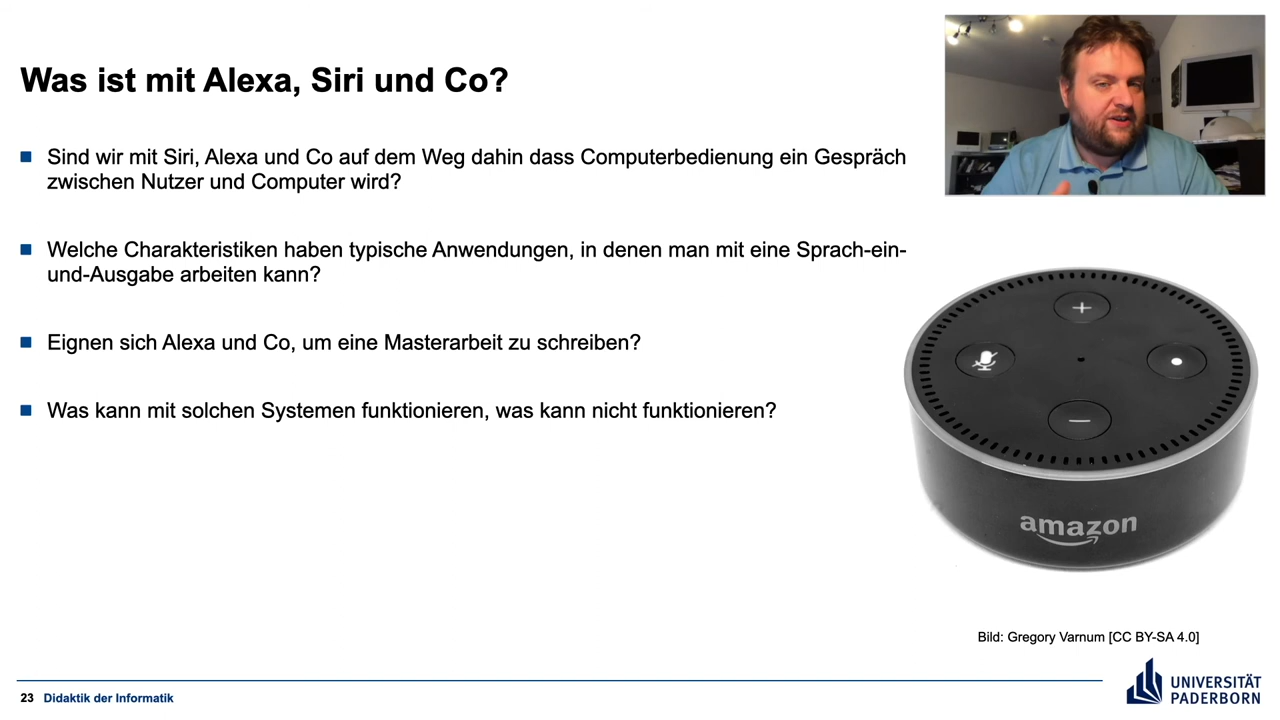 Was ist mit Alexa, Siri und Co?
Sind wir mit Siri, Alexa und Co auf dem Weg dahin dass Computerbedienung ein Gespräch
zwischen Nutzer und Computer wird?
Welche Charakteristiken haben typische Anwendungen, in denen man mit eine Sprach-ein-
und-Ausgabe arbeiten kann?
Eignen sich Alexa und Co, um eine Masterarbeit zu schreiben?
Was kann mit solchen Systemen funktionieren, was kann nicht funktionieren?
amazon
Bild: Gregory Varnum [CC BY-SA 4.0]
23 Didaktik der Informatik
UNIVERSITÄT
PADERBORN